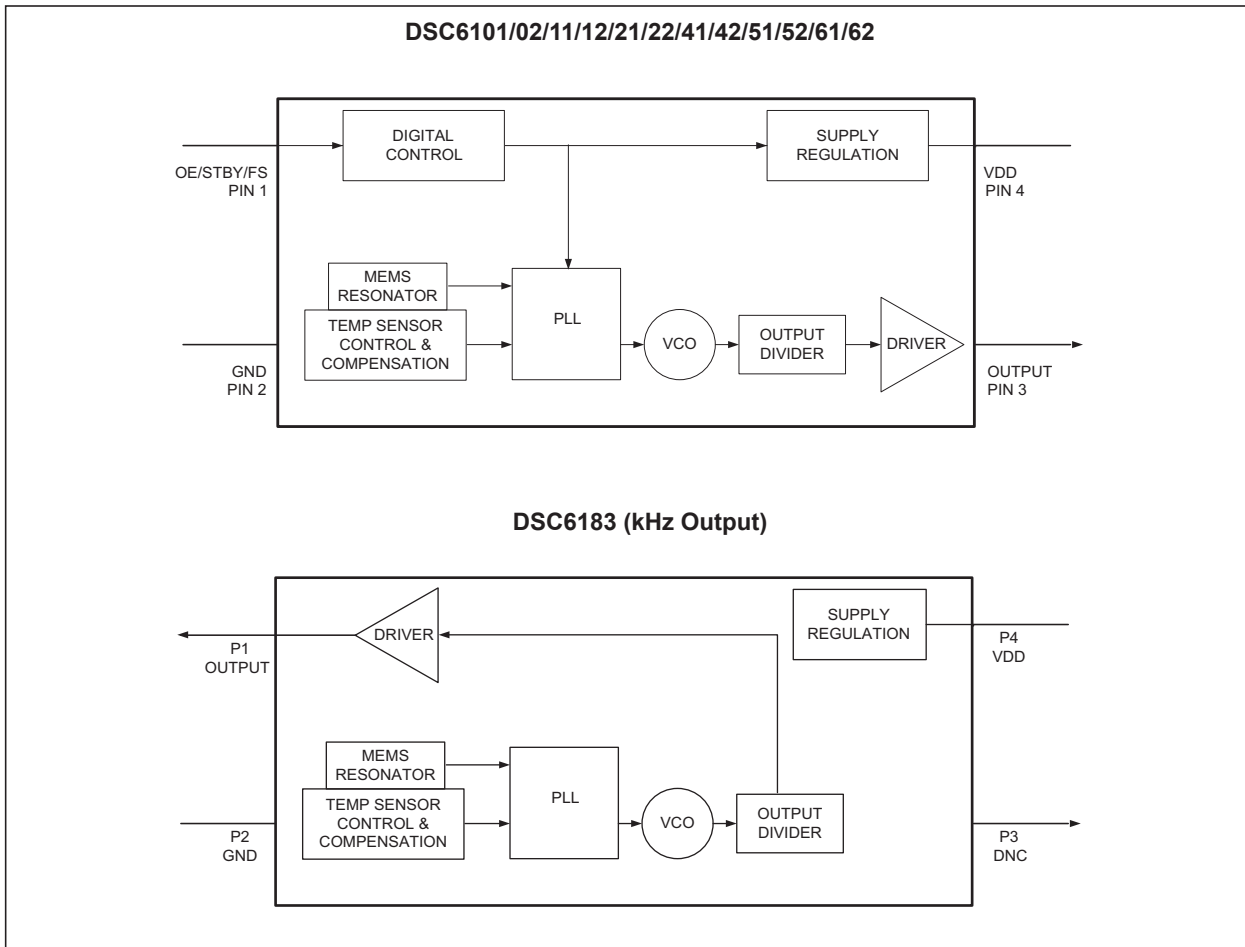 DSC6101/02/11/12/21/22/41/42/51/52/61/62
DIGITAL
CONTROL
SUPPLY
REGULATION
OE/STBY/FS
PIN 1
VDD
PIN 4
MEMS
RESONATOR
TEMP SENSOR
CONTROL &
COMPENSATION
PLL
VCO
OUTPUT
DIVIDER
DRIVER
GND
PIN 2
OUTPUT
PIN 3
DSC6183 (kHz Output)
DRIVER
SUPPLY
REGULATION
P1
OUTPUT
P4
VDD
MEMS
RESONATOR
TEMP SENSOR
CONTROL &
COMPENSATION
PLL
VCO
OUTPUT
DIVIDER
P2
GND
P3
DNC